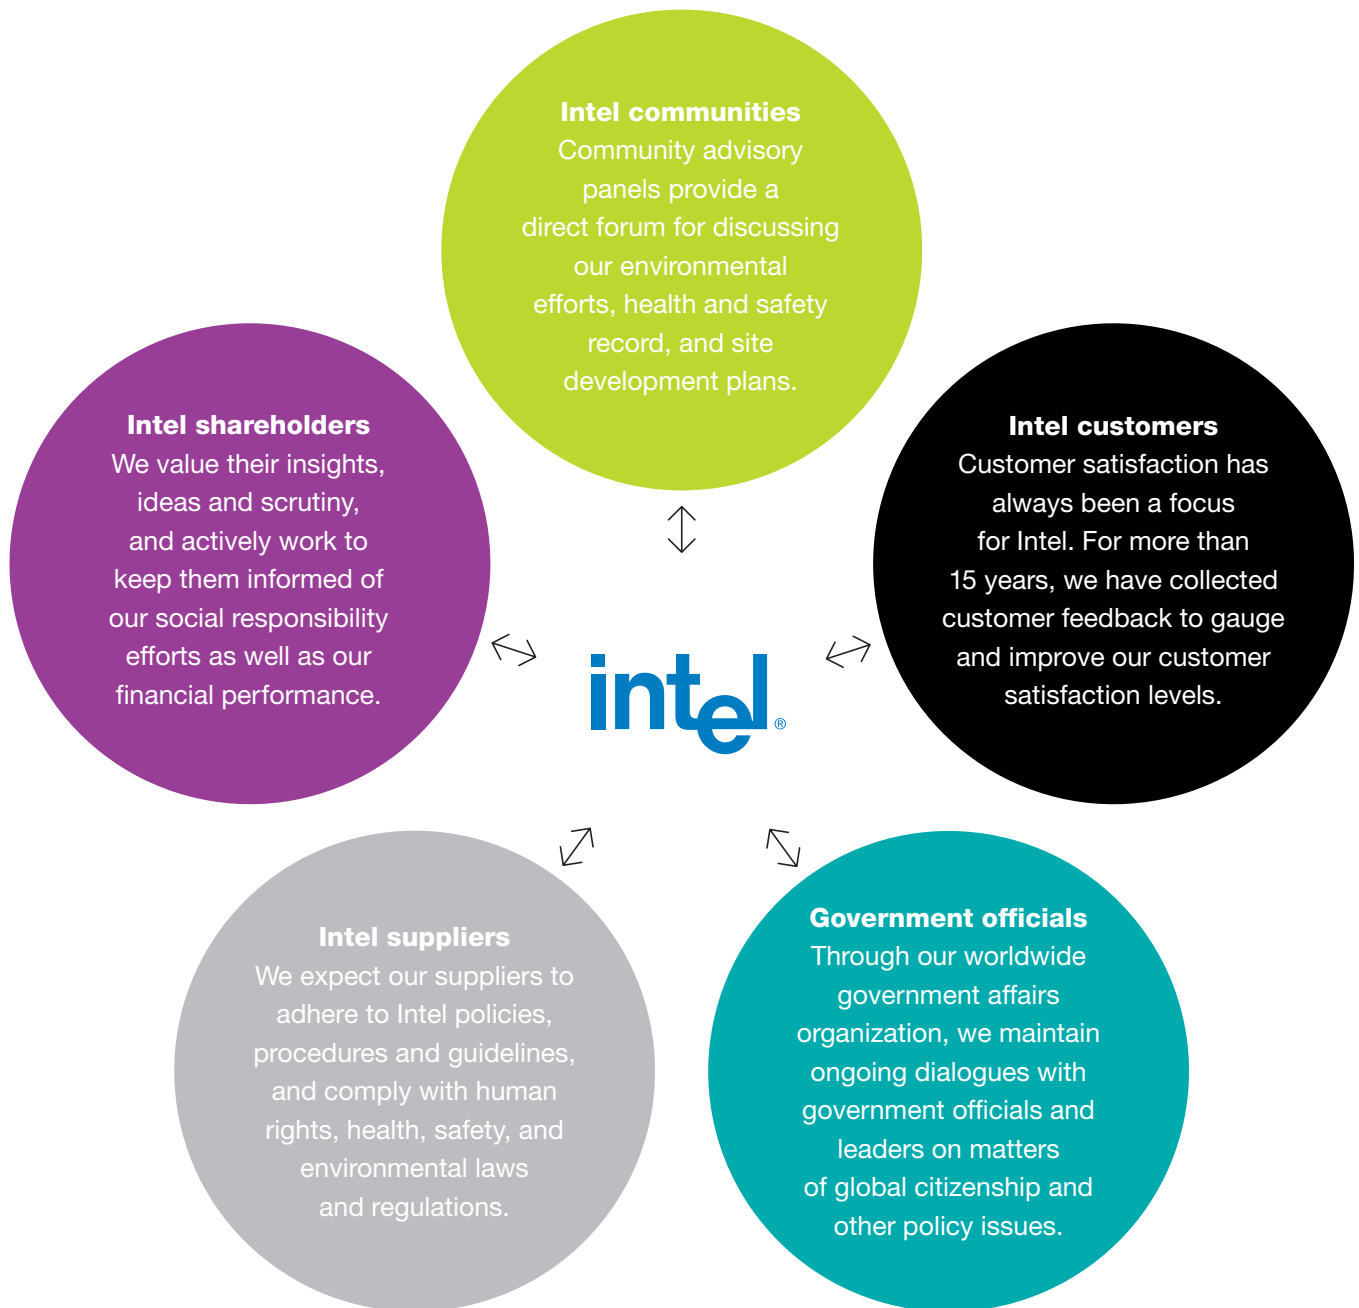 Intel communities
Community advisory
panels provide a
direct forum for discussing
our environmental
efforts, health and safety
record, and site
development plans.
Intel shareholders
We value their insights,
ideas and scrutiny,
and actively work to
keep them informed of
our social responsibility
efforts as well as our
financial performance.
Intel customers
Customer satisfaction has
always been a focus
for Intel. For more than
15 years, we have collected
customer feedback to gauge
and improve our customer
satisfaction levels.
intel®
Intel suppliers
We expect our suppliers to
adhere to Intel policies,
procedures and guidelines,
and comply with human
rights, health, safety, and
environmental laws
and regulations.
Government officials
Through our worldwide
government affairs
organization, we maintain
ongoing dialogues with
government officials and
leaders on matters
of global citizenship and
other policy issues.